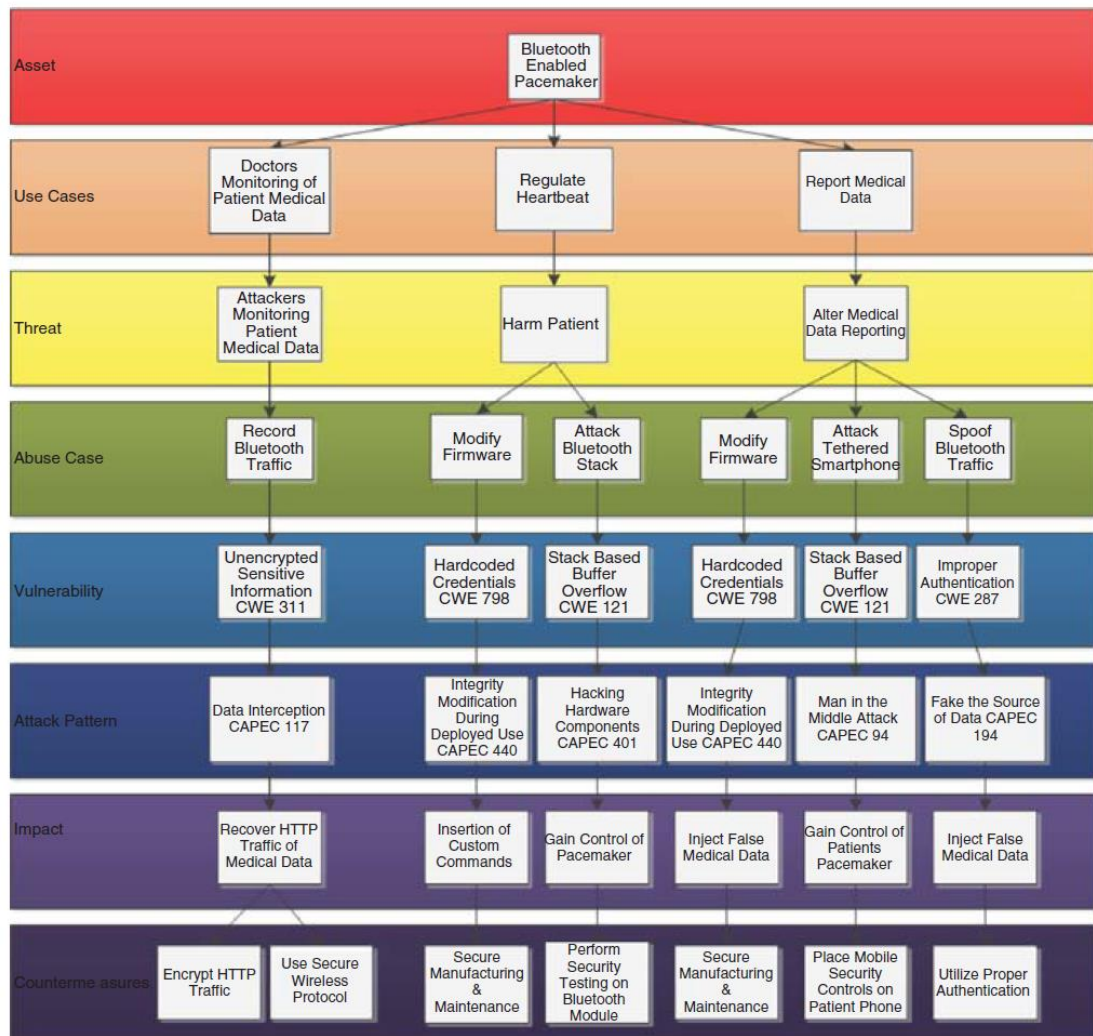 Asset
Bluetooth
Enabled
Pacemaker
Use Cases
Doctors
Monitoring of
Patient Medical
Data
Regulate
Heartbeat
Report Medical
Data
Threat
Attackers
Monitoring
Patient
Medical Data
Harm Patient
Alter Medical
Data Reporting
Abuse Case
Record
Bluetooth
Traffic
Modify
Firmware
Attack
Bluetooth
Stack
Modify
Firmware
Attack
Tethered
Smartphone
Spoof
Bluetooth
Traffic
Vulnerability
Unencrypted
Sensitive
Information
CWE 311
Hardcoded
Credentials
CWE 798
Stack Based
Buffer
Overflow
CWE 121
Hardcoded
Credentials
CWE 798
Stack Based
Buffer
Overflow
CWE 121
Improper
Authentication
CWE 287
Attack Pattern
Data Interception
CAPEC 117
Integrity
Modification
During
Deployed Use
CAPEC 440
Hacking
Hardware
Components
CAPEC 401
Integrity
Modification
During Deployed
Use CAPEC 440
Man in the
Middle Attack
CAPEC 94
Fake the Source
of Data CAPEC
194
Impact
Recover HTTP
Traffic of
Medical Data
Insertion of
Custom
Commands
Gain Control of
Pacemaker
Inject False
Medical Data
Gain Control of
Patients
Pacemaker
Inject False
Medical Data
Counterme asures
Encrypt HTTP
Traffic
Use Secure
Wireless
Protocol
Secure
Manufacturing
&
Maintenance
Perform
Security
Testing on
Bluetooth
Module
Secure
Manufacturing
&
Maintenance
Place Mobile
Security
Controls on
Patient Phone
Utilize Proper
Authentication